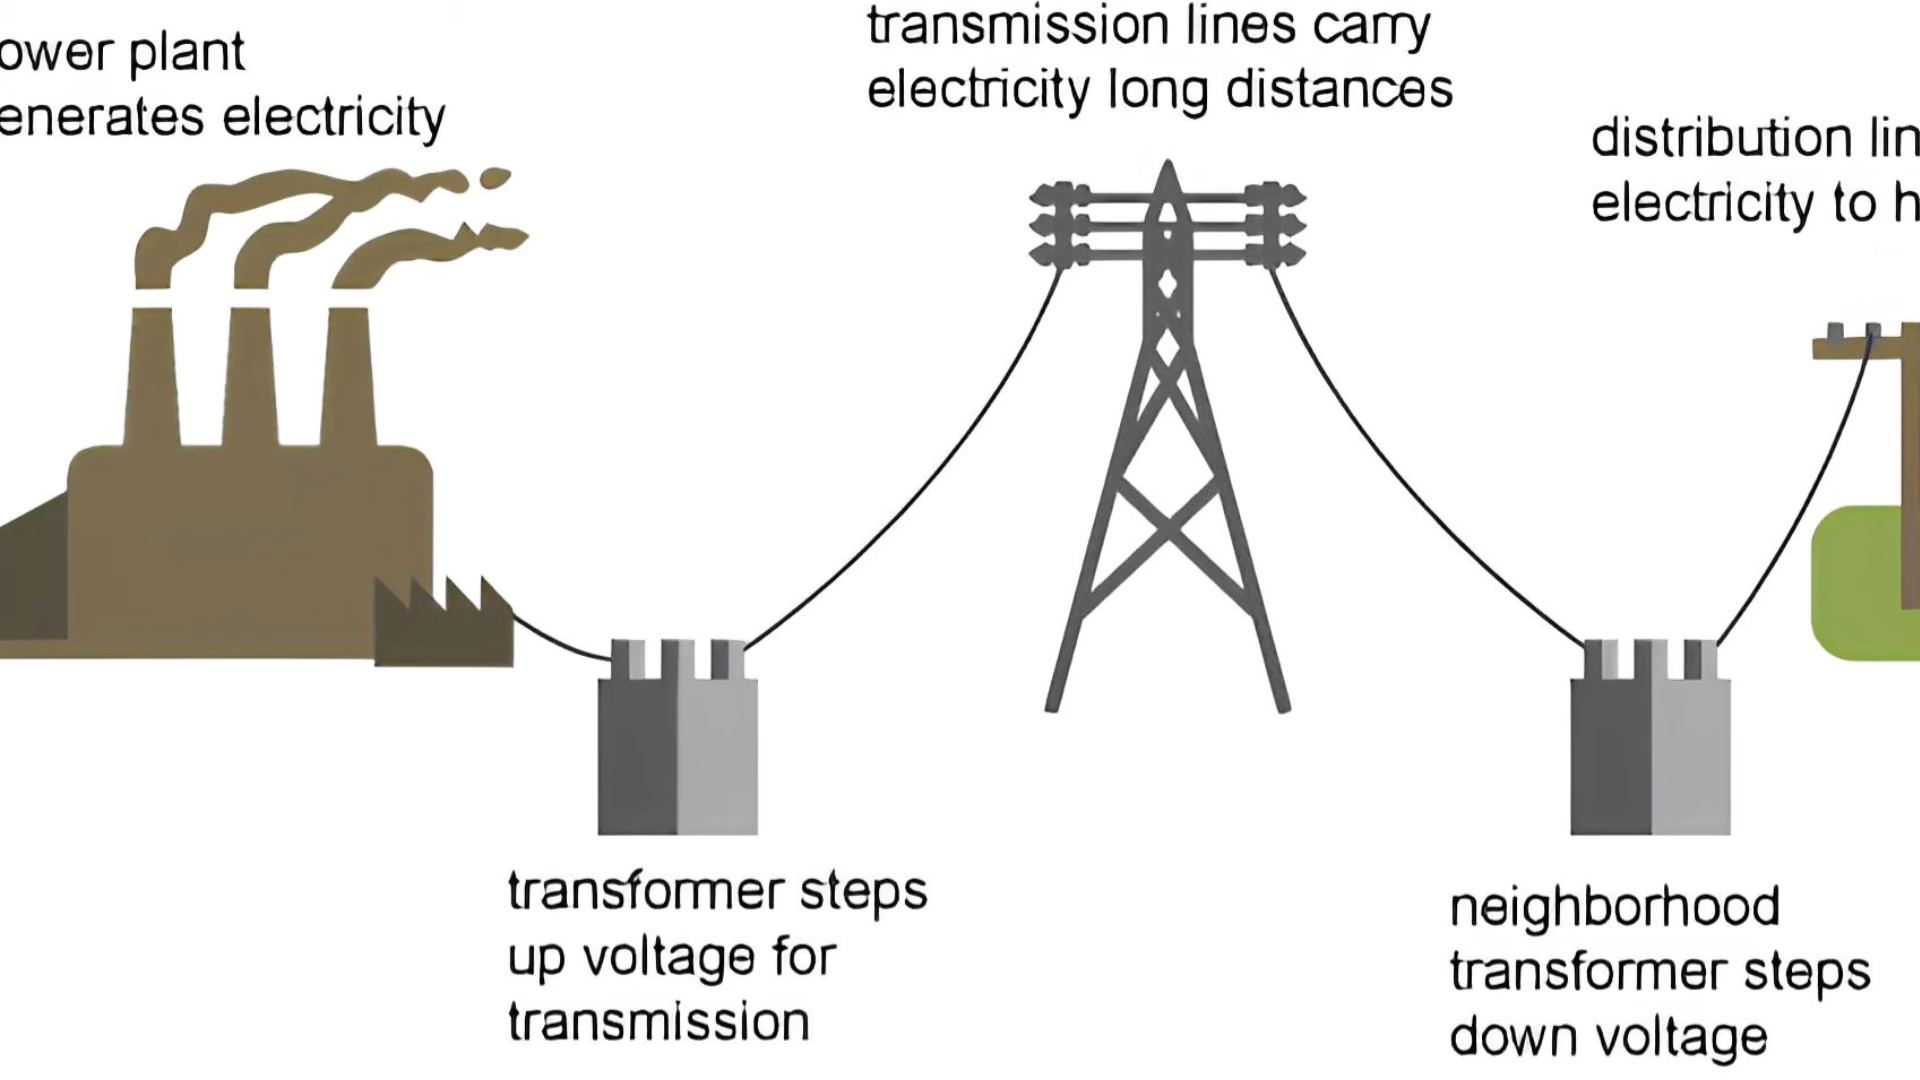 ower plant
enerates electricity
transmission lines carry
electricity long distances
distribution lin
electricity to h
transformer steps
up voltage for
transmission
neighborhood
transformer steps
down voltage